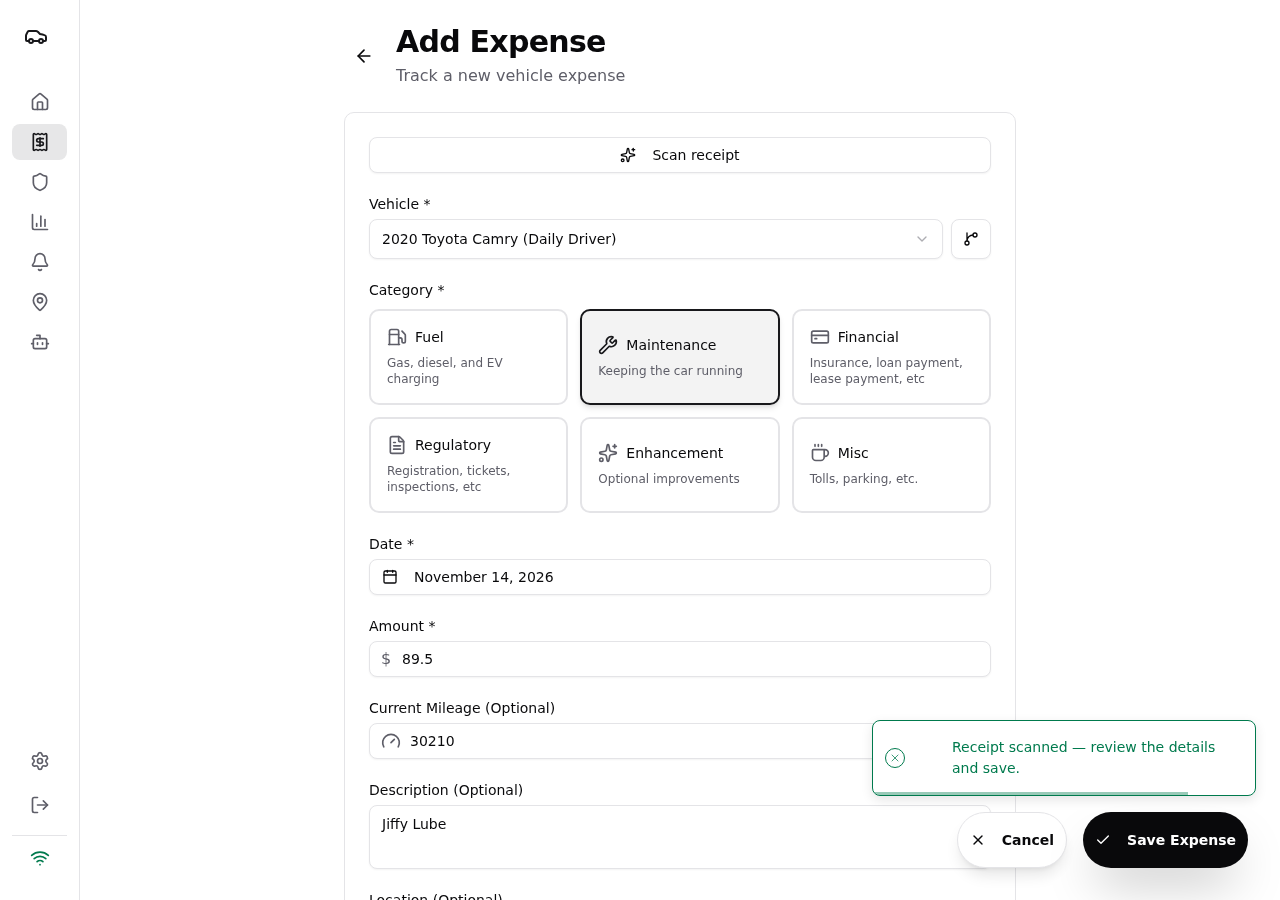 Add Expense
Track a new vehicle expense
Scan receipt
Vehicle *
2020 Toyota Camry (Daily Driver)
Category *
Fuel
Gas, diesel, and EV
charging
Maintenance
Keeping the car running
Financial
Insurance, loan payment,
lease payment, etc
Regulatory
Registration, tickets,
inspections, etc
Enhancement
Optional improvements
Misc
Tolls, parking, etc.
Date *
November 14, 2026
Amount *
$ 89.5
Current Mileage (Optional)
30210
Receipt scanned — review the details
and save.
Description (Optional)
Jiffy Lube
Cancel
Save Expense
Location (Optional)